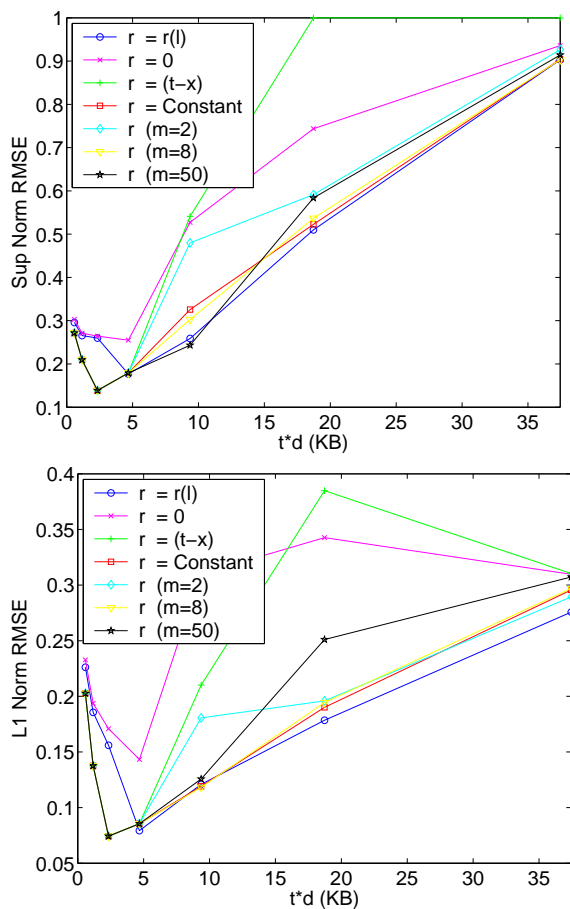 1
0.9
0.8
0.7
0.6
0.5
0.4
0.3
0.2
0.1
Sup Norm RMSE
r = r(l)
r = 0
r = (t−x)
r = Constant
r (m=2)
r (m=8)
r (m=50)
0 5 10 15 20 25 30 35
t*d (KB)
0.4
0.35
0.3
0.25
0.2
0.15
0.1
0.05
L1 Norm RMSE
r = r(l)
r = 0
r = (t−x)
r = Constant
r (m=2)
r (m=8)
r (m=50)
0 5 10 15 20 25 30 35
t*d (KB)